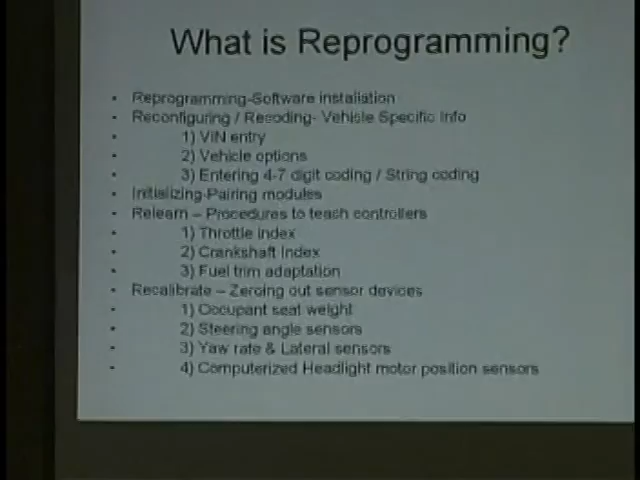 What is Reprogramming?
• Reprogramming-Software installation
• Reconfiguring / Recoding- Vehicle Specific Info
• 1) VIN entry
• 2) Vehicle options
• 3) Entering 4-7 digit coding / String coding
• Initializing-Pairing modules
• Relearn – Procedures to teach controllers
• 1) Throttle index
• 2) Crankshaft Index
• 3) Fuel trim adaptation
• Recalibrate – Zeroing out sensor devices
• 1) Occupant seat weight
• 2) Steering angle sensors
• 3) Yaw rate & Lateral sensors
• 4) Computerized Headlight motor position sensors